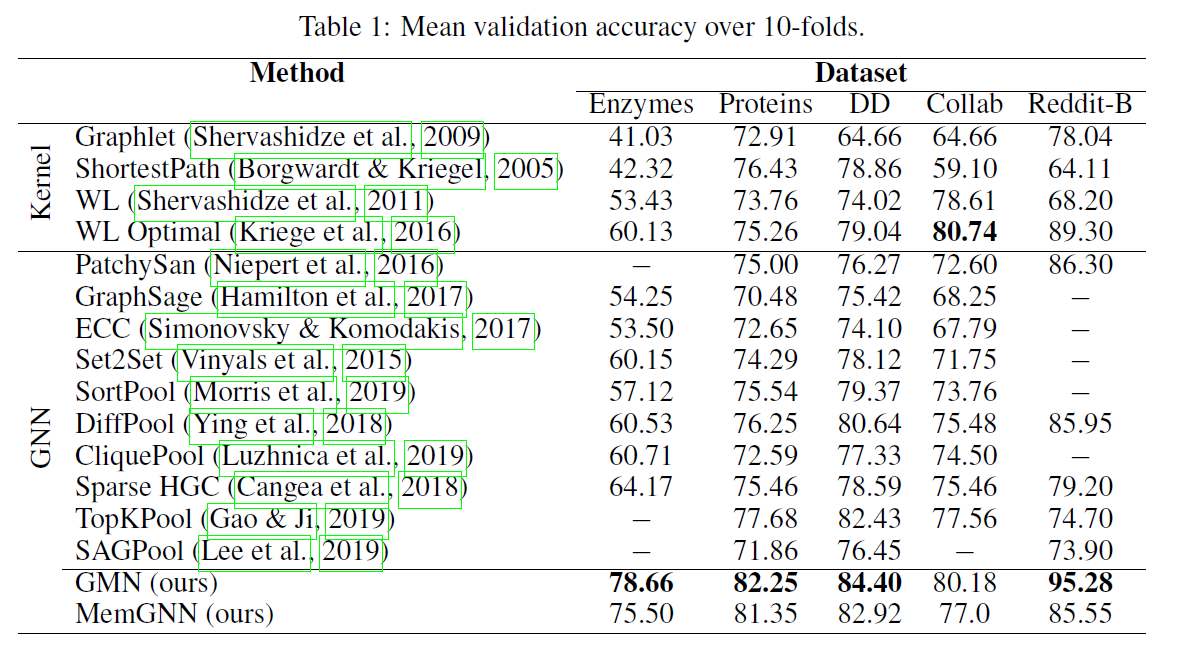 Table 1: Mean validation accuracy over 10-folds.
Method Dataset
Enzymes Proteins DD Collab Reddit-B
Kernel
Graphlet (Shervashidze et al., 2009) 41.03 72.91 64.66 64.66 78.04
ShortestPath (Borgwardt & Kriegel, 2005) 42.32 76.43 78.86 59.10 64.11
WL (Shervashidze et al., 2011) 53.43 73.76 74.02 78.61 68.20
WL Optimal (Kriege et al., 2016) 60.13 75.26 79.04 80.74 89.30
GNN
PatchySan (Niepert et al., 2016) — 75.00 76.27 72.60 86.30
GraphSage (Hamilton et al., 2017) 54.25 70.48 75.42 68.25 —
ECC (Simonovsky & Komodakis, 2017) 53.50 72.65 74.10 67.79 —
Set2Set (Vinyals et al., 2015) 60.15 74.29 78.12 71.75 —
SortPool (Morris et al., 2019) 57.12 75.54 79.37 73.76 —
DiffPool (Ying et al., 2018) 60.53 76.25 80.64 75.48 85.95
CliquePool (Luzhnica et al., 2019) 60.71 72.59 77.33 74.50 —
Sparse HGC (Cangea et al., 2018) 64.17 75.46 78.59 75.46 79.20
TopKPool (Gao & Ji, 2019) — 77.68 82.43 77.56 74.70
SAGPool (Lee et al., 2019) — 71.86 76.45 — 73.90
GMN (ours) 78.66 82.25 84.40 80.18 95.28
MemGNN (ours) 75.50 81.35 82.92 77.0 85.55